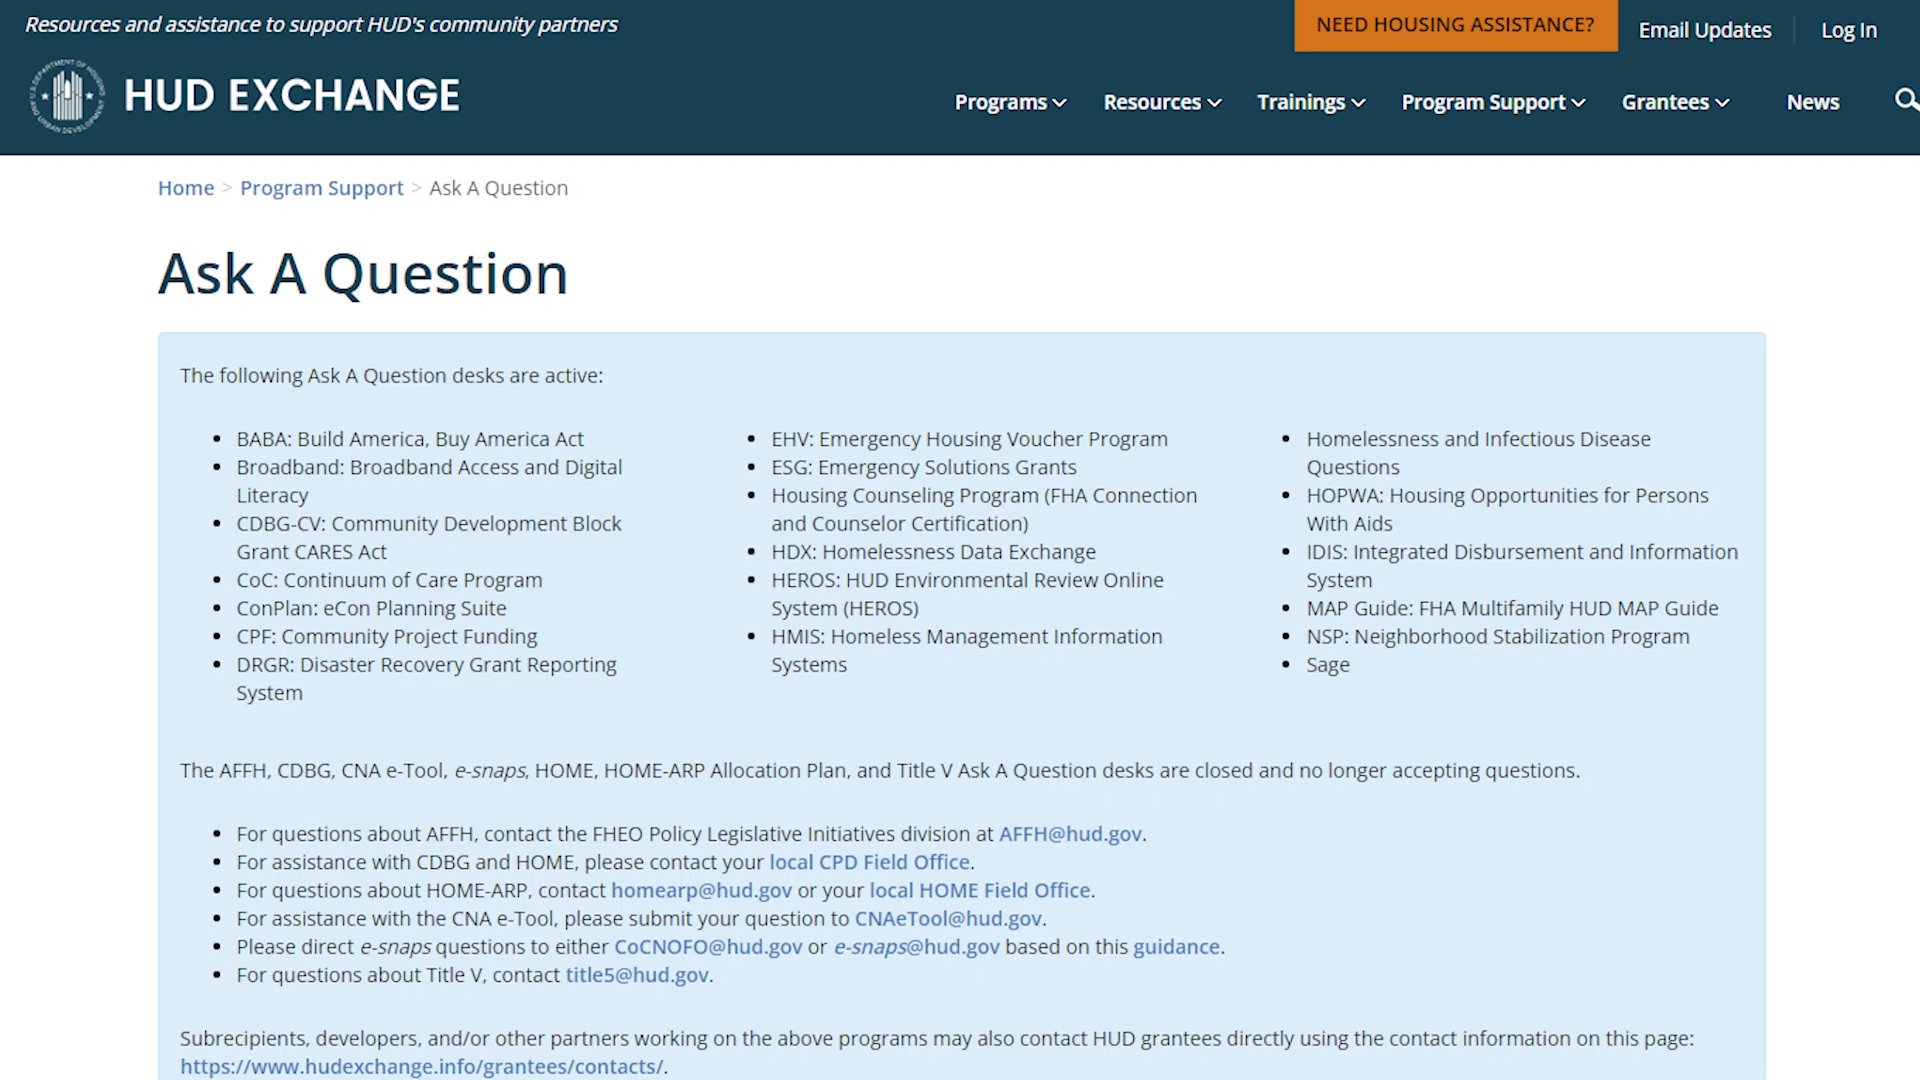 Resources and assistance to support HUD's community partners
NEED HOUSING ASSISTANCE?
Email Updates
Log In
U.S. DEPARTMENT OF HOUSING AND URBAN DEVELOPMENT
HUD EXCHANGE
Programs
Resources
Trainings
Program Support
Grantees
News
Home > Program Support > Ask A Question
Ask A Question
The following Ask A Question desks are active:
• BABA: Build America, Buy America Act
• Broadband: Broadband Access and Digital
Literacy
• CDBG-CV: Community Development Block
Grant CARES Act
• CoC: Continuum of Care Program
• ConPlan: eCon Planning Suite
• CPF: Community Project Funding
• DRGR: Disaster Recovery Grant Reporting
System
• EHV: Emergency Housing Voucher Program
• ESG: Emergency Solutions Grants
• Housing Counseling Program (FHA Connection
and Counselor Certification)
• HDX: Homelessness Data Exchange
• HEROS: HUD Environmental Review Online
System (HEROS)
• HMIS: Homeless Management Information
Systems
• Homelessness and Infectious Disease
Questions
• HOPWA: Housing Opportunities for Persons
With Aids
• IDIS: Integrated Disbursement and Information
System
• MAP Guide: FHA Multifamily HUD MAP Guide
• NSP: Neighborhood Stabilization Program
• Sage
The AFFH, CDBG, CNA e-Tool, e-snaps, HOME, HOME-ARP Allocation Plan, and Title V Ask A Question desks are closed and no longer accepting questions.
• For questions about AFFH, contact the FHEO Policy Legislative Initiatives division at AFFH@hud.gov.
• For assistance with CDBG and HOME, please contact your local CPD Field Office.
• For questions about HOME-ARP, contact homearp@hud.gov or your local HOME Field Office.
• For assistance with the CNA e-Tool, please submit your question to CNAeTool@hud.gov.
• Please direct e-snaps questions to either CoCNOFO@hud.gov or e-snaps@hud.gov based on this guidance.
• For questions about Title V, contact title5@hud.gov.
Subrecipients, developers, and/or other partners working on the above programs may also contact HUD grantees directly using the contact information on this page:
https://www.hudexchange.info/grantees/contacts/.